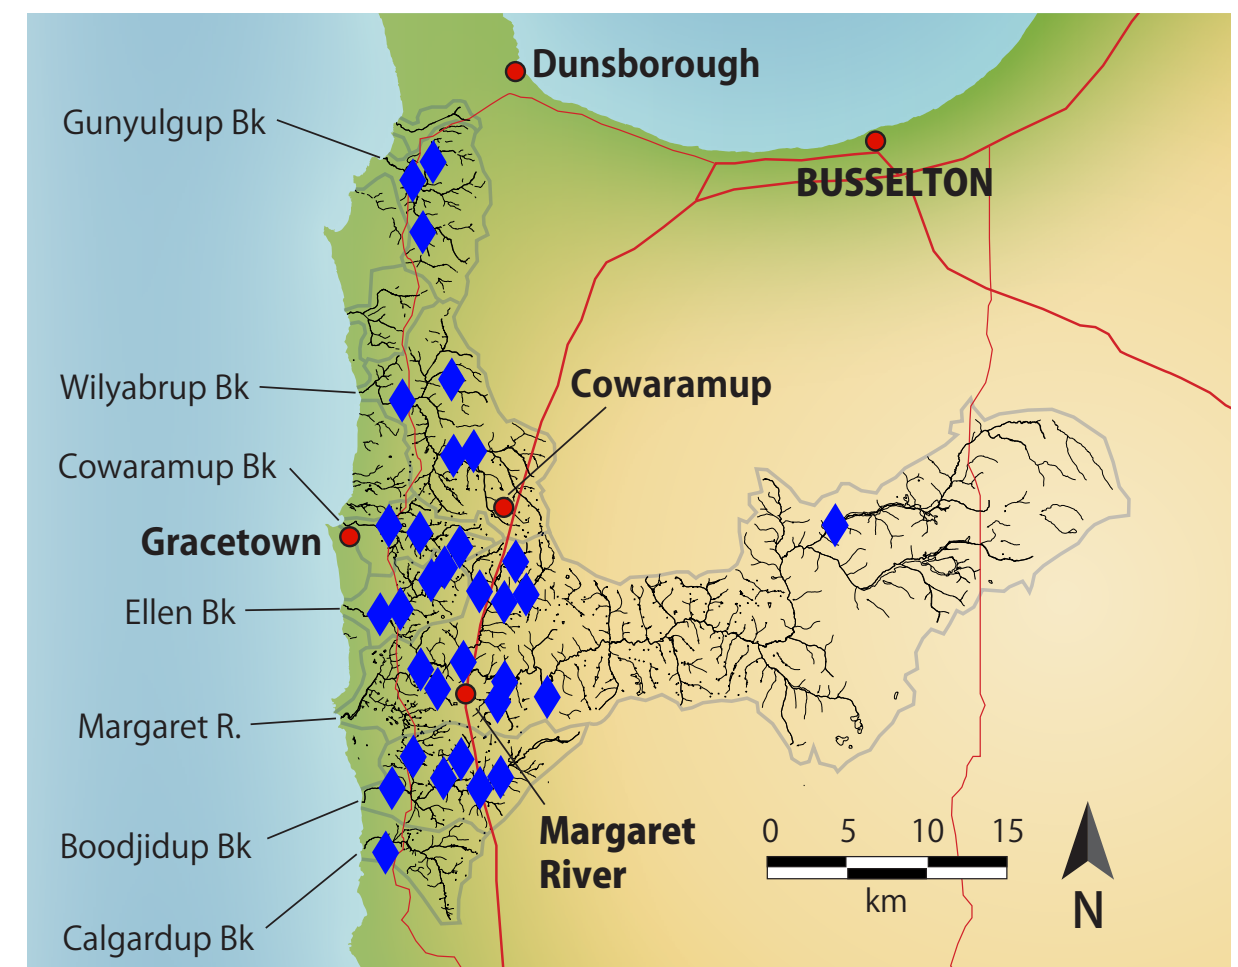 Dunsborough
Gunyulgup Bk
BUSSELTON
Cowaramup
Wilyabrup Bk
Cowaramup Bk
Gracetown
Ellen Bk
Margaret R.
Margaret
River
Boodjidup Bk
Calgardup Bk
0 5 10 15
km
N